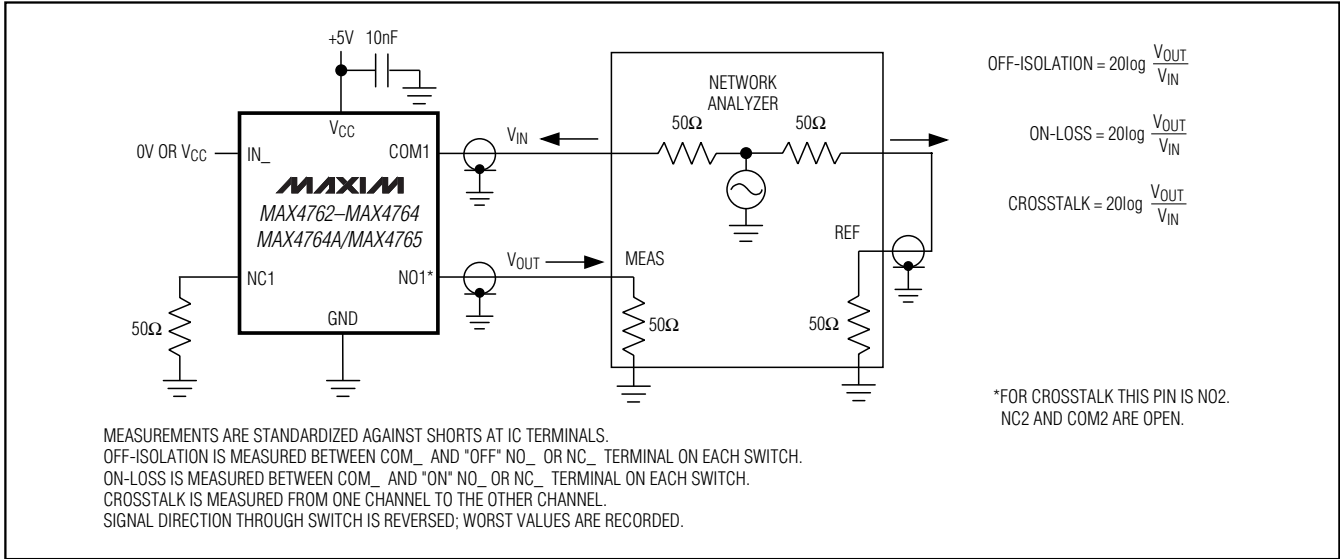 +5V 10nF
VCC
0V OR VCC
IN_
COM1
MAXIM
MAX4762–MAX4764
MAX4764A/MAX4765
NC1
NO1*
GND
50Ω
VIN
VOUT
NETWORK
ANALYZER
50Ω
50Ω
MEAS
REF
50Ω
50Ω
OFF-ISOLATION = 20log VOUT
VIN
ON-LOSS = 20log VOUT
VIN
CROSSTALK = 20log VOUT
VIN
*FOR CROSSTALK THIS PIN IS NO2.
NC2 AND COM2 ARE OPEN.
MEASUREMENTS ARE STANDARDIZED AGAINST SHORTS AT IC TERMINALS.
OFF-ISOLATION IS MEASURED BETWEEN COM_ AND "OFF" NO_ OR NC_ TERMINAL ON EACH SWITCH.
ON-LOSS IS MEASURED BETWEEN COM_ AND "ON" NO_ OR NC_ TERMINAL ON EACH SWITCH.
CROSSTALK IS MEASURED FROM ONE CHANNEL TO THE OTHER CHANNEL.
SIGNAL DIRECTION THROUGH SWITCH IS REVERSED; WORST VALUES ARE RECORDED.